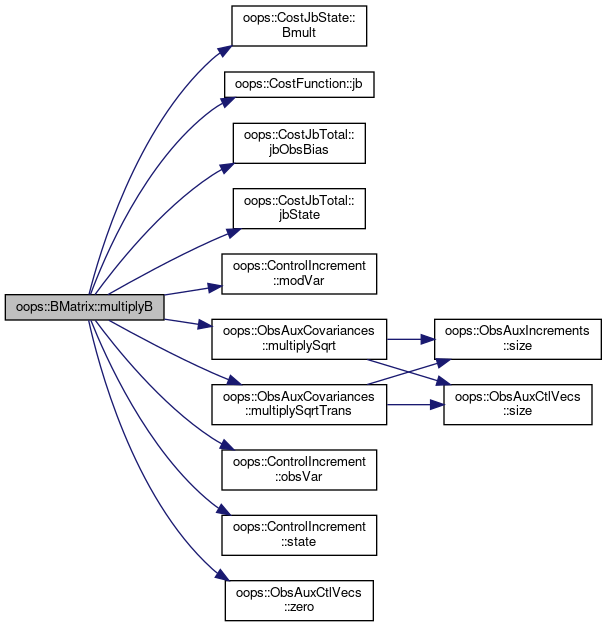 oops::CostJbState::
Bmult
oops::CostFunction::jb
oops::CostJbTotal::
jbObsBias
oops::CostJbTotal::
jbState
oops::ControlIncrement
::modVar
oops::BMatrix::multiplyB
oops::ObsAuxCovariances
::multiplySqrt
oops::ObsAuxIncrements
::size
oops::ObsAuxCovariances
::multiplySqrtTrans
oops::ObsAuxCtlVecs
::size
oops::ControlIncrement
::obsVar
oops::ControlIncrement
::state
oops::ObsAuxCtlVecs
::zero